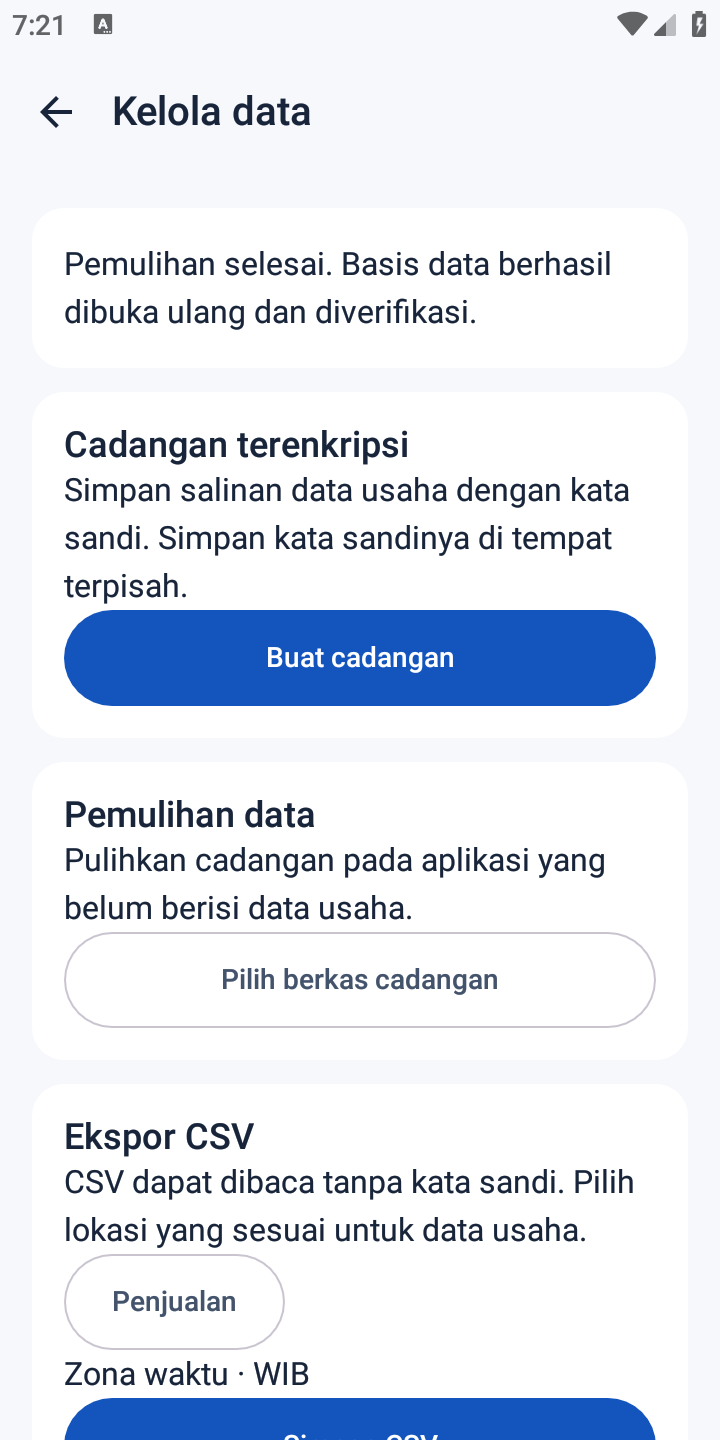 7:21
A
Kelola data
Pemulihan selesai. Basis data berhasil
dibuka ulang dan diverifikasi.
Cadangan terenkripsi
Simpan salinan data usaha dengan kata
sandi. Simpan kata sandinya di tempat
terpisah.
Buat cadangan
Pemulihan data
Pulihkan cadangan pada aplikasi yang
belum berisi data usaha.
Pilih berkas cadangan
Ekspor CSV
CSV dapat dibaca tanpa kata sandi. Pilih
lokasi yang sesuai untuk data usaha.
Penjualan
Zona waktu · WIB